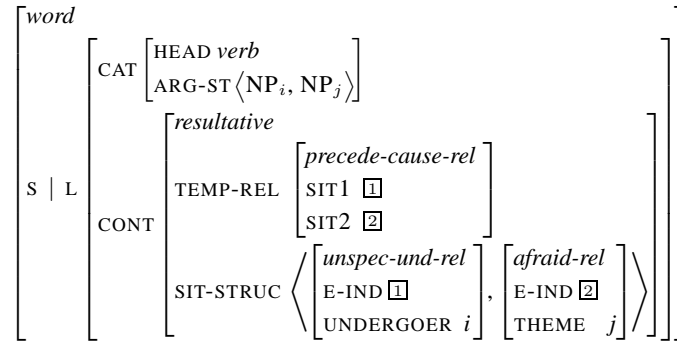 word
CAT HEAD verb
ARG-ST ⟨NPi, NPj⟩
S | L
CONT resultative
TEMP-REL precede-cause-rel
SIT1 1
SIT2 2
SIT-STRUC ⟨ unspec-und-rel , afraid-rel ⟩
E-IND 1 E-IND 2
UNDERGOER i THEME j